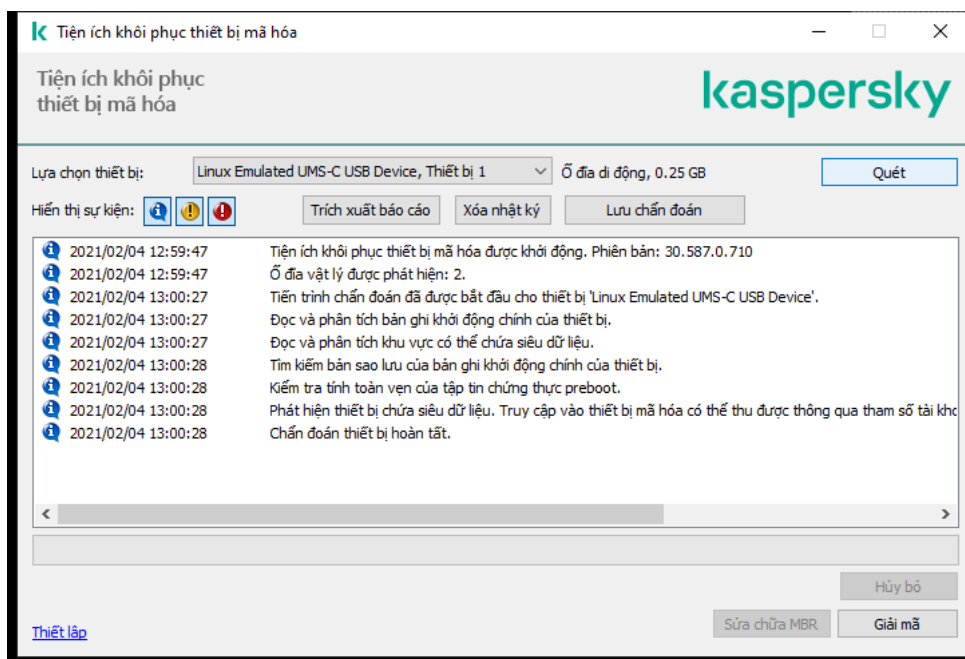 Tiện ích khôi phục thiết bị mã hóa
Tiện ích khôi phục
thiết bị mã hóa
kaspersky
Lựa chọn thiết bị: Linux Emulated UMS-C USB Device, Thiết bị 1 Ổ đĩa di động, 0.25 GB Quét
Hiển thị sự kiện: Trích xuất báo cáo Xóa nhật ký Lưu chẩn đoán
2021/02/04 12:59:47 Tiện ích khôi phục thiết bị mã hóa được khởi động. Phiên bản: 30.587.0.710
2021/02/04 12:59:47 Ổ đĩa vật lý được phát hiện: 2.
2021/02/04 13:00:27 Tiến trình chẩn đoán đã được bắt đầu cho thiết bị 'Linux Emulated UMS-C USB Device'.
2021/02/04 13:00:27 Đọc và phân tích bản ghi khởi động chính của thiết bị.
2021/02/04 13:00:27 Đọc và phân tích khu vực có thể chứa siêu dữ liệu.
2021/02/04 13:00:28 Tìm kiếm bản sao lưu của bản ghi khởi động chính của thiết bị.
2021/02/04 13:00:28 Kiểm tra tính toàn vẹn của tập tin chứng thực preboot.
2021/02/04 13:00:28 Phát hiện thiết bị chứa siêu dữ liệu. Truy cập vào thiết bị mã hóa có thể thu được thông qua tham số tài
2021/02/04 13:00:28 Chẩn đoán thiết bị hoàn tất.
Hủy bỏ
Thiết lập Sửa chữa MBR Giải mã